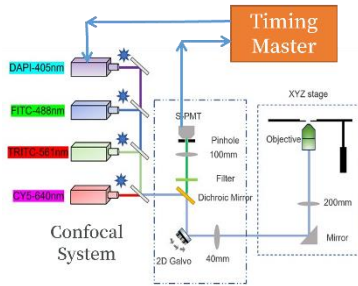 Timing
Master
DAPI-405nm
FITC-488nm
TRITC-561nm
CY5-640nm
Confocal
System
S-PMT
Pinhole
100mm
Filter
Dichroic Mirror
2D Galvo
40mm
XYZ stage
Objective
200mm
Mirror